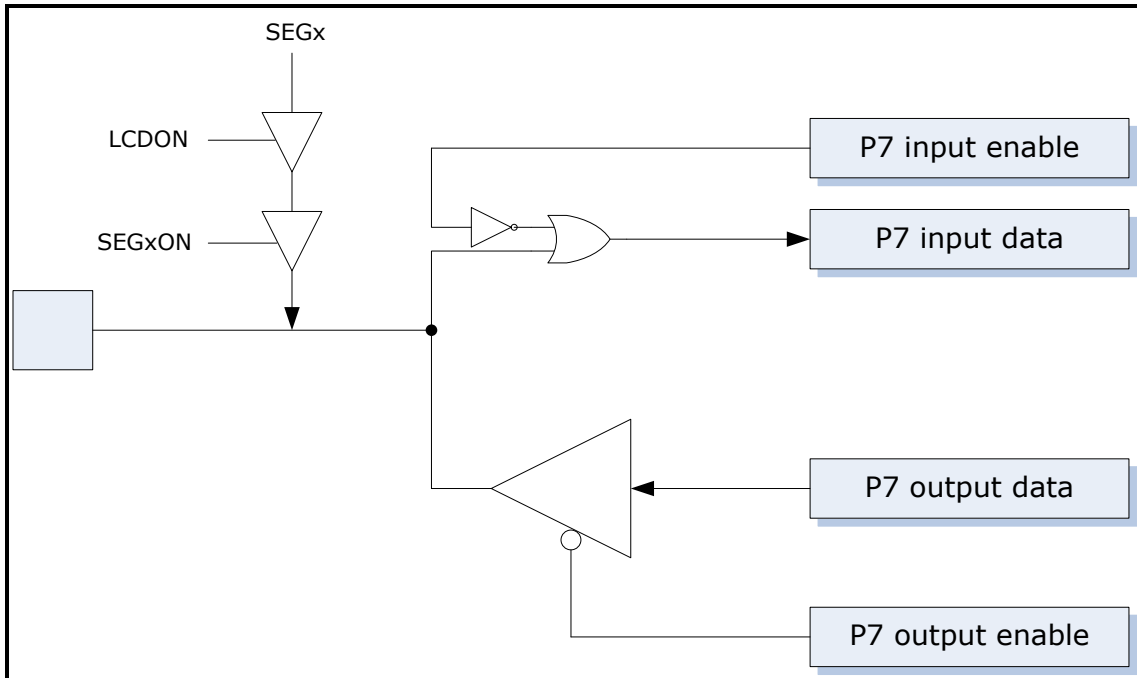 SEGx
LCDON
P7 input enable
SEGxON
P7 input data
P7 output data
P7 output enable